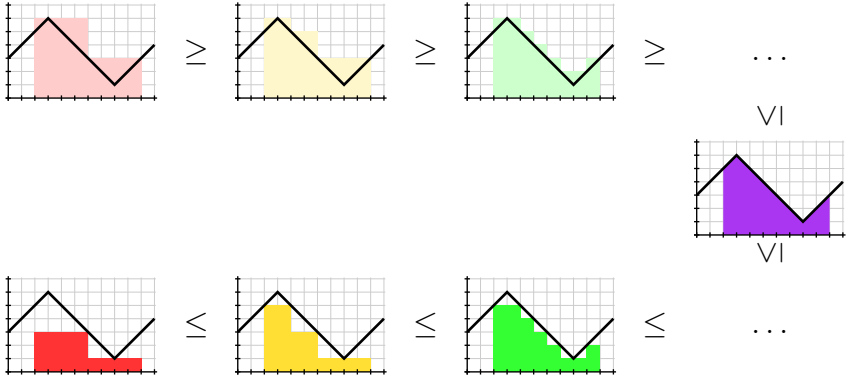 ≥ ≥ ≥ ...
≥
≥
≤ ≤ ≤ ...